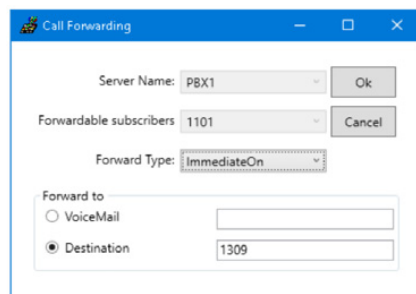 Call Forwarding
Server Name: PBX1 Ok
Forwardable subscribers 1101 Cancel
Forward Type: ImmediateOn
Forward to
VoiceMail
Destination 1309